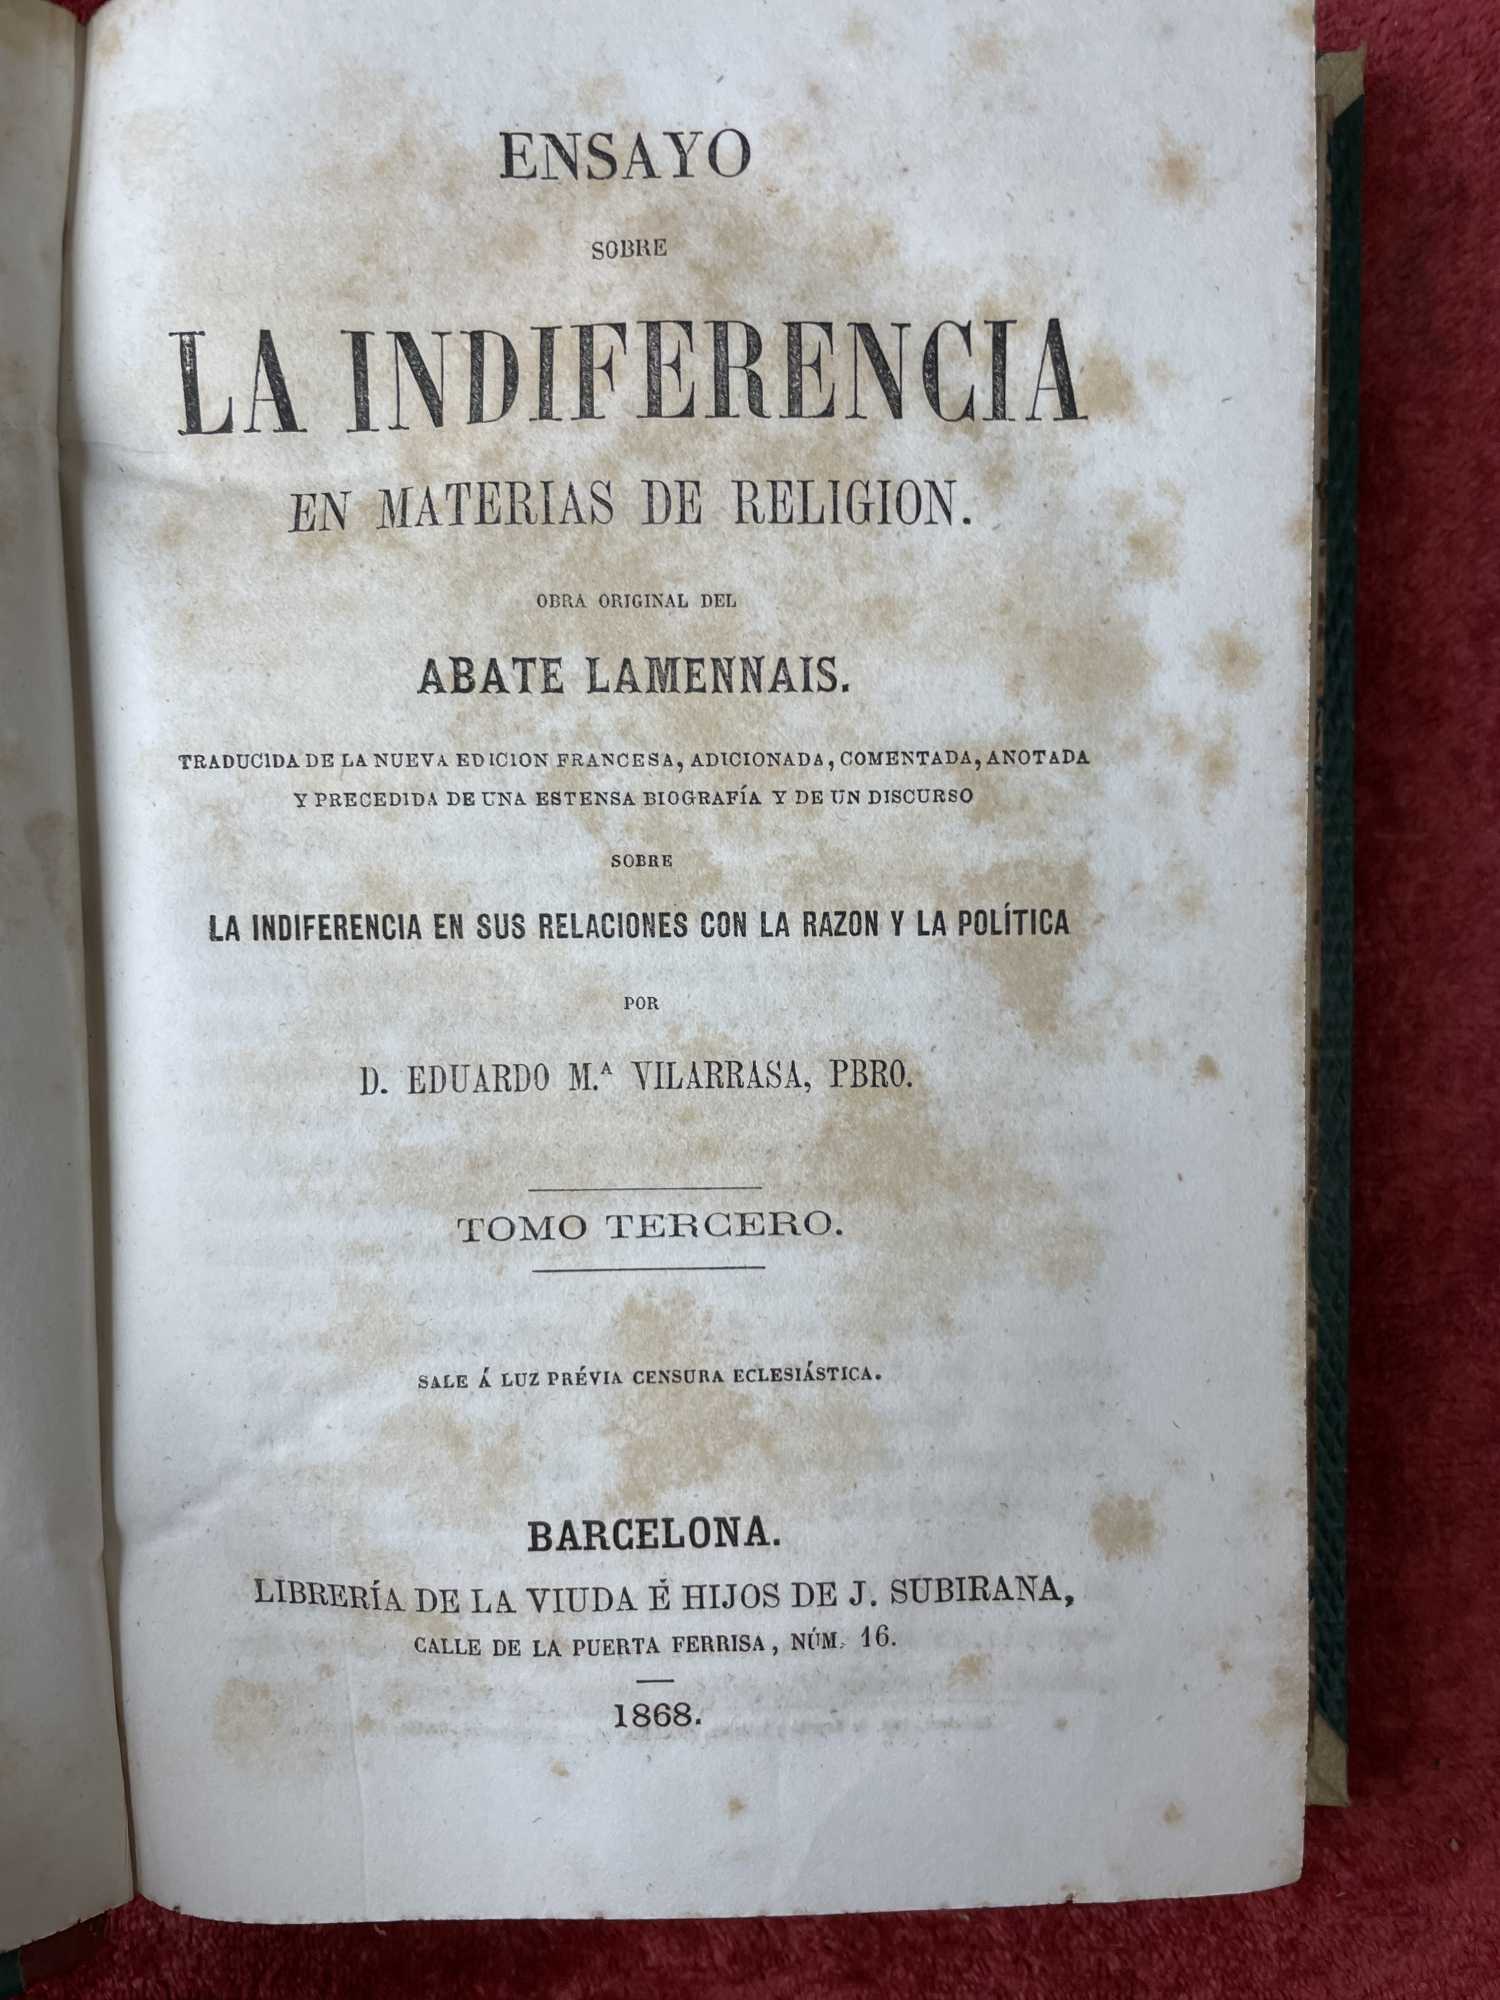 ENSAYO
SOBRE
LA INDIFERENCIA
EN MATERIAS DE RELIGION.
OBRA ORIGINAL DEL
ABATE LAMENNAIS.
TRADUCIDA DE LA NUEVA EDICION FRANCESA, ADICIONADA, COMENTADA, ANOTADA
Y PRECEDIDA DE UNA ESTENSA BIOGRAFÍA Y DE UN DISCURSO
SOBRE
LA INDIFERENCIA EN SUS RELACIONES CON LA RAZON Y LA POLÍTICA
POR
D. EDUARDO M.ª VILARRASA, PBRO.
TOMO TERCERO.
SALE Á LUZ PRÉVIA CENSURA ECLESIÁSTICA.
BARCELONA.
LIBRERÍA DE LA VIUDA É HIJOS DE J. SUBIRANA,
CALLE DE LA PUERTA FERRISA, NÚM. 16.
1868.